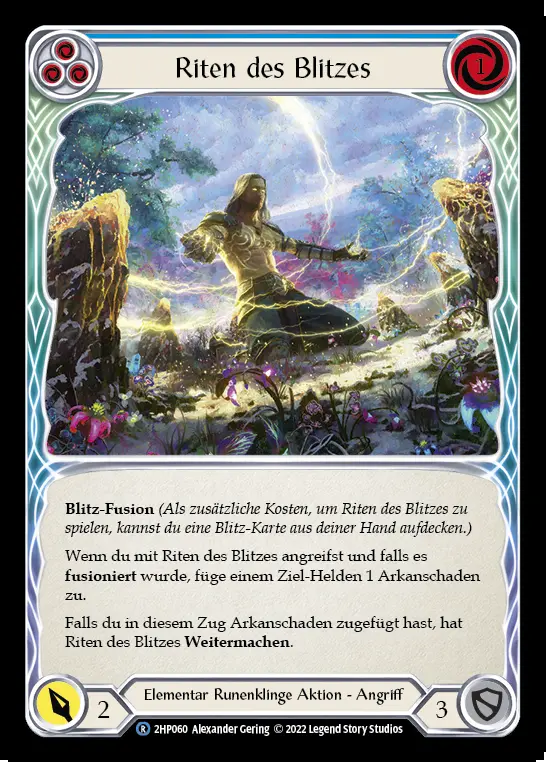 Riten des Blitzes
1
Blitz-Fusion (Als zusätzliche Kosten, um Riten des Blitzes zu
spielen, kannst du eine Blitz-Karte aus deiner Hand aufdecken.)
Wenn du mit Riten des Blitzes angreifst und falls es
fusioniert wurde, füge einem Ziel-Helden 1 Arkanschaden
zu.
Falls du in diesem Zug Arkanschaden zugefügt hast, hat
Riten des Blitzes Weitermachen.
2
Elementar Runenklinge Aktion - Angriff
3
R 2HP060 Alexander Gering © 2022 Legend Story Studios